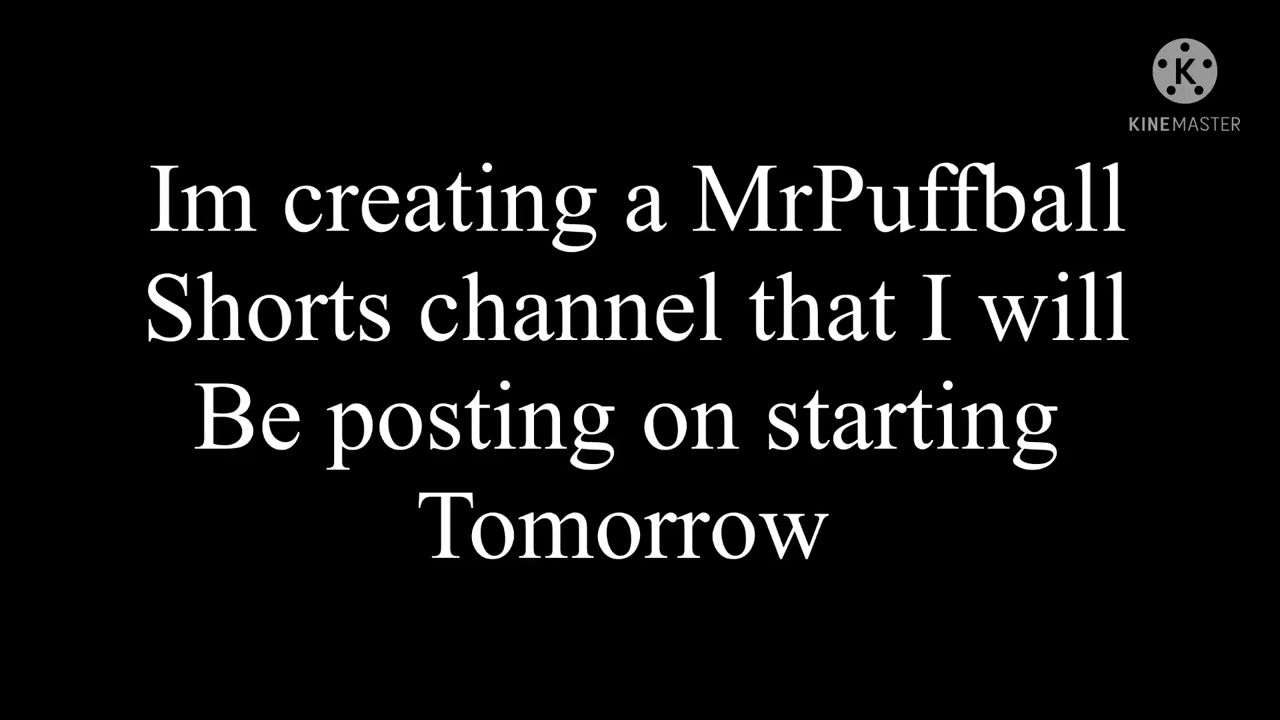 K
KINEMASTER
Im creating a MrPuffball
Shorts channel that I will
Be posting on starting
Tomorrow